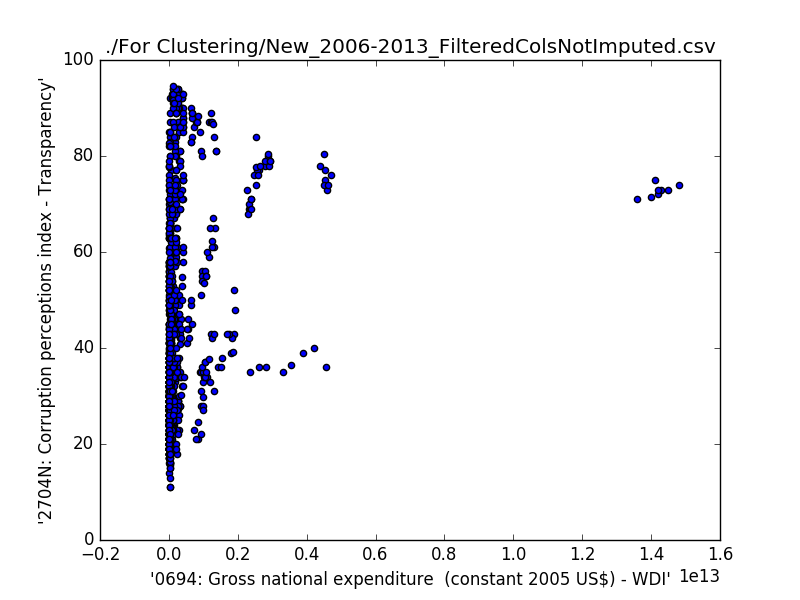 ./For Clustering/New_2006-2013_FilteredColsNotImputed.csv
100
80
60
40
20
0
'2704N: Corruption perceptions index - Transparency'
−0.2 0.0 0.2 0.4 0.6 0.8 1.0 1.2 1.4 1.6
1e13
'0694: Gross national expenditure  (constant 2005 US$) - WDI'